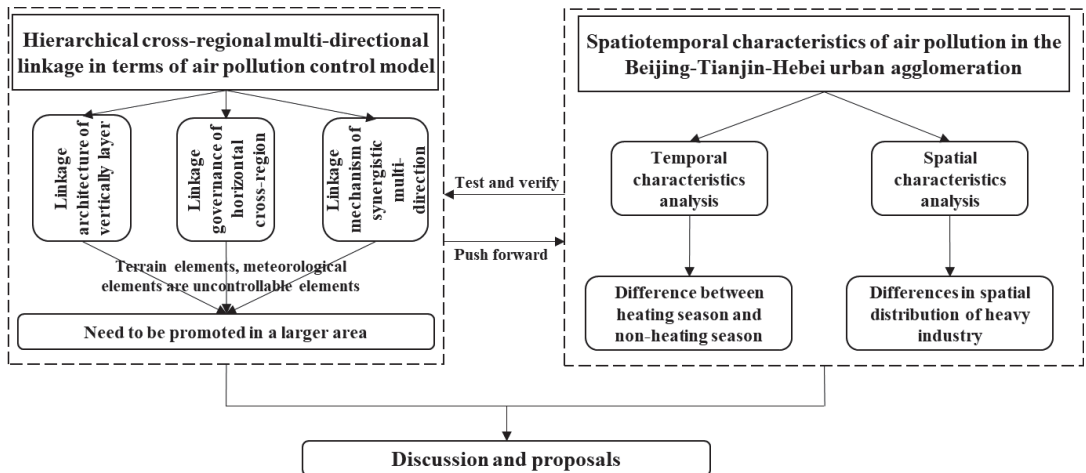 Hierarchical cross-regional multi-directional
linkage in terms of air pollution control model
Linkage
architecture of
vertically layer
Linkage
governance of
horizontal
cross-region
Linkage
mechanism of
synergistic
multi-
direction
Terrain elements, meteorological
elements are uncontrollable elements
Need to be promoted in a larger area
Test and verify
Push forward
Spatiotemporal characteristics of air pollution in the
Beijing-Tianjin-Hebei urban agglomeration
Temporal
characteristics
analysis
Spatial
characteristics
analysis
Difference between
heating season and
non-heating season
Differences in spatial
distribution of heavy
industry
Discussion and proposals